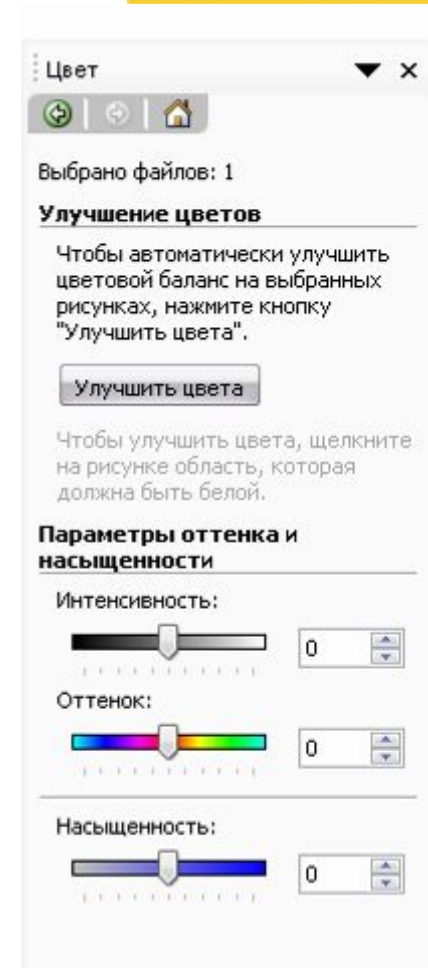 Цвет
Выбрано файлов: 1
Улучшение цветов
Чтобы автоматически улучшить
цветовой баланс на выбранных
рисунках, нажмите кнопку
"Улучшить цвета".
Улучшить цвета
Чтобы улучшить цвета, щелкните
на рисунке область, которая
должна быть белой.
Параметры оттенка и
насыщенности
Интенсивность:
0
Оттенок:
0
Насыщенность:
0